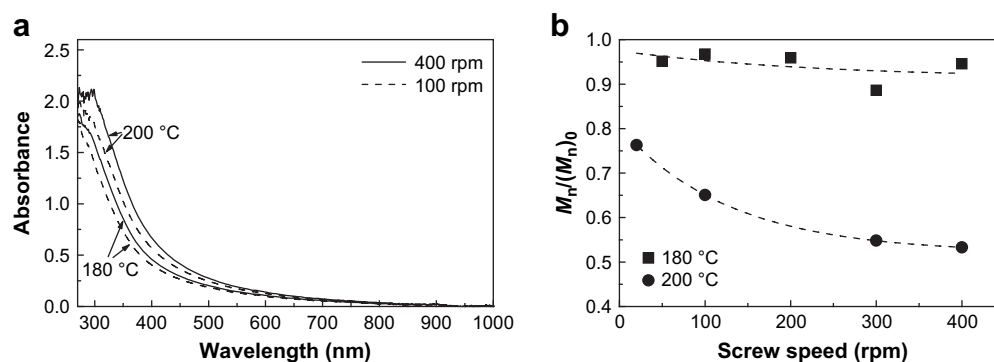 a
2.5
2.0
1.5
1.0
0.5
0.0
300 400 500 600 700 800 900 1000
Absorbance
Wavelength (nm)
400 rpm
100 rpm
200 °C
180 °C
b
1.0
0.9
0.8
0.7
0.6
0.5
0.4
0 100 200 300 400
Mn/(Mn)0
Screw speed (rpm)
180 °C
200 °C